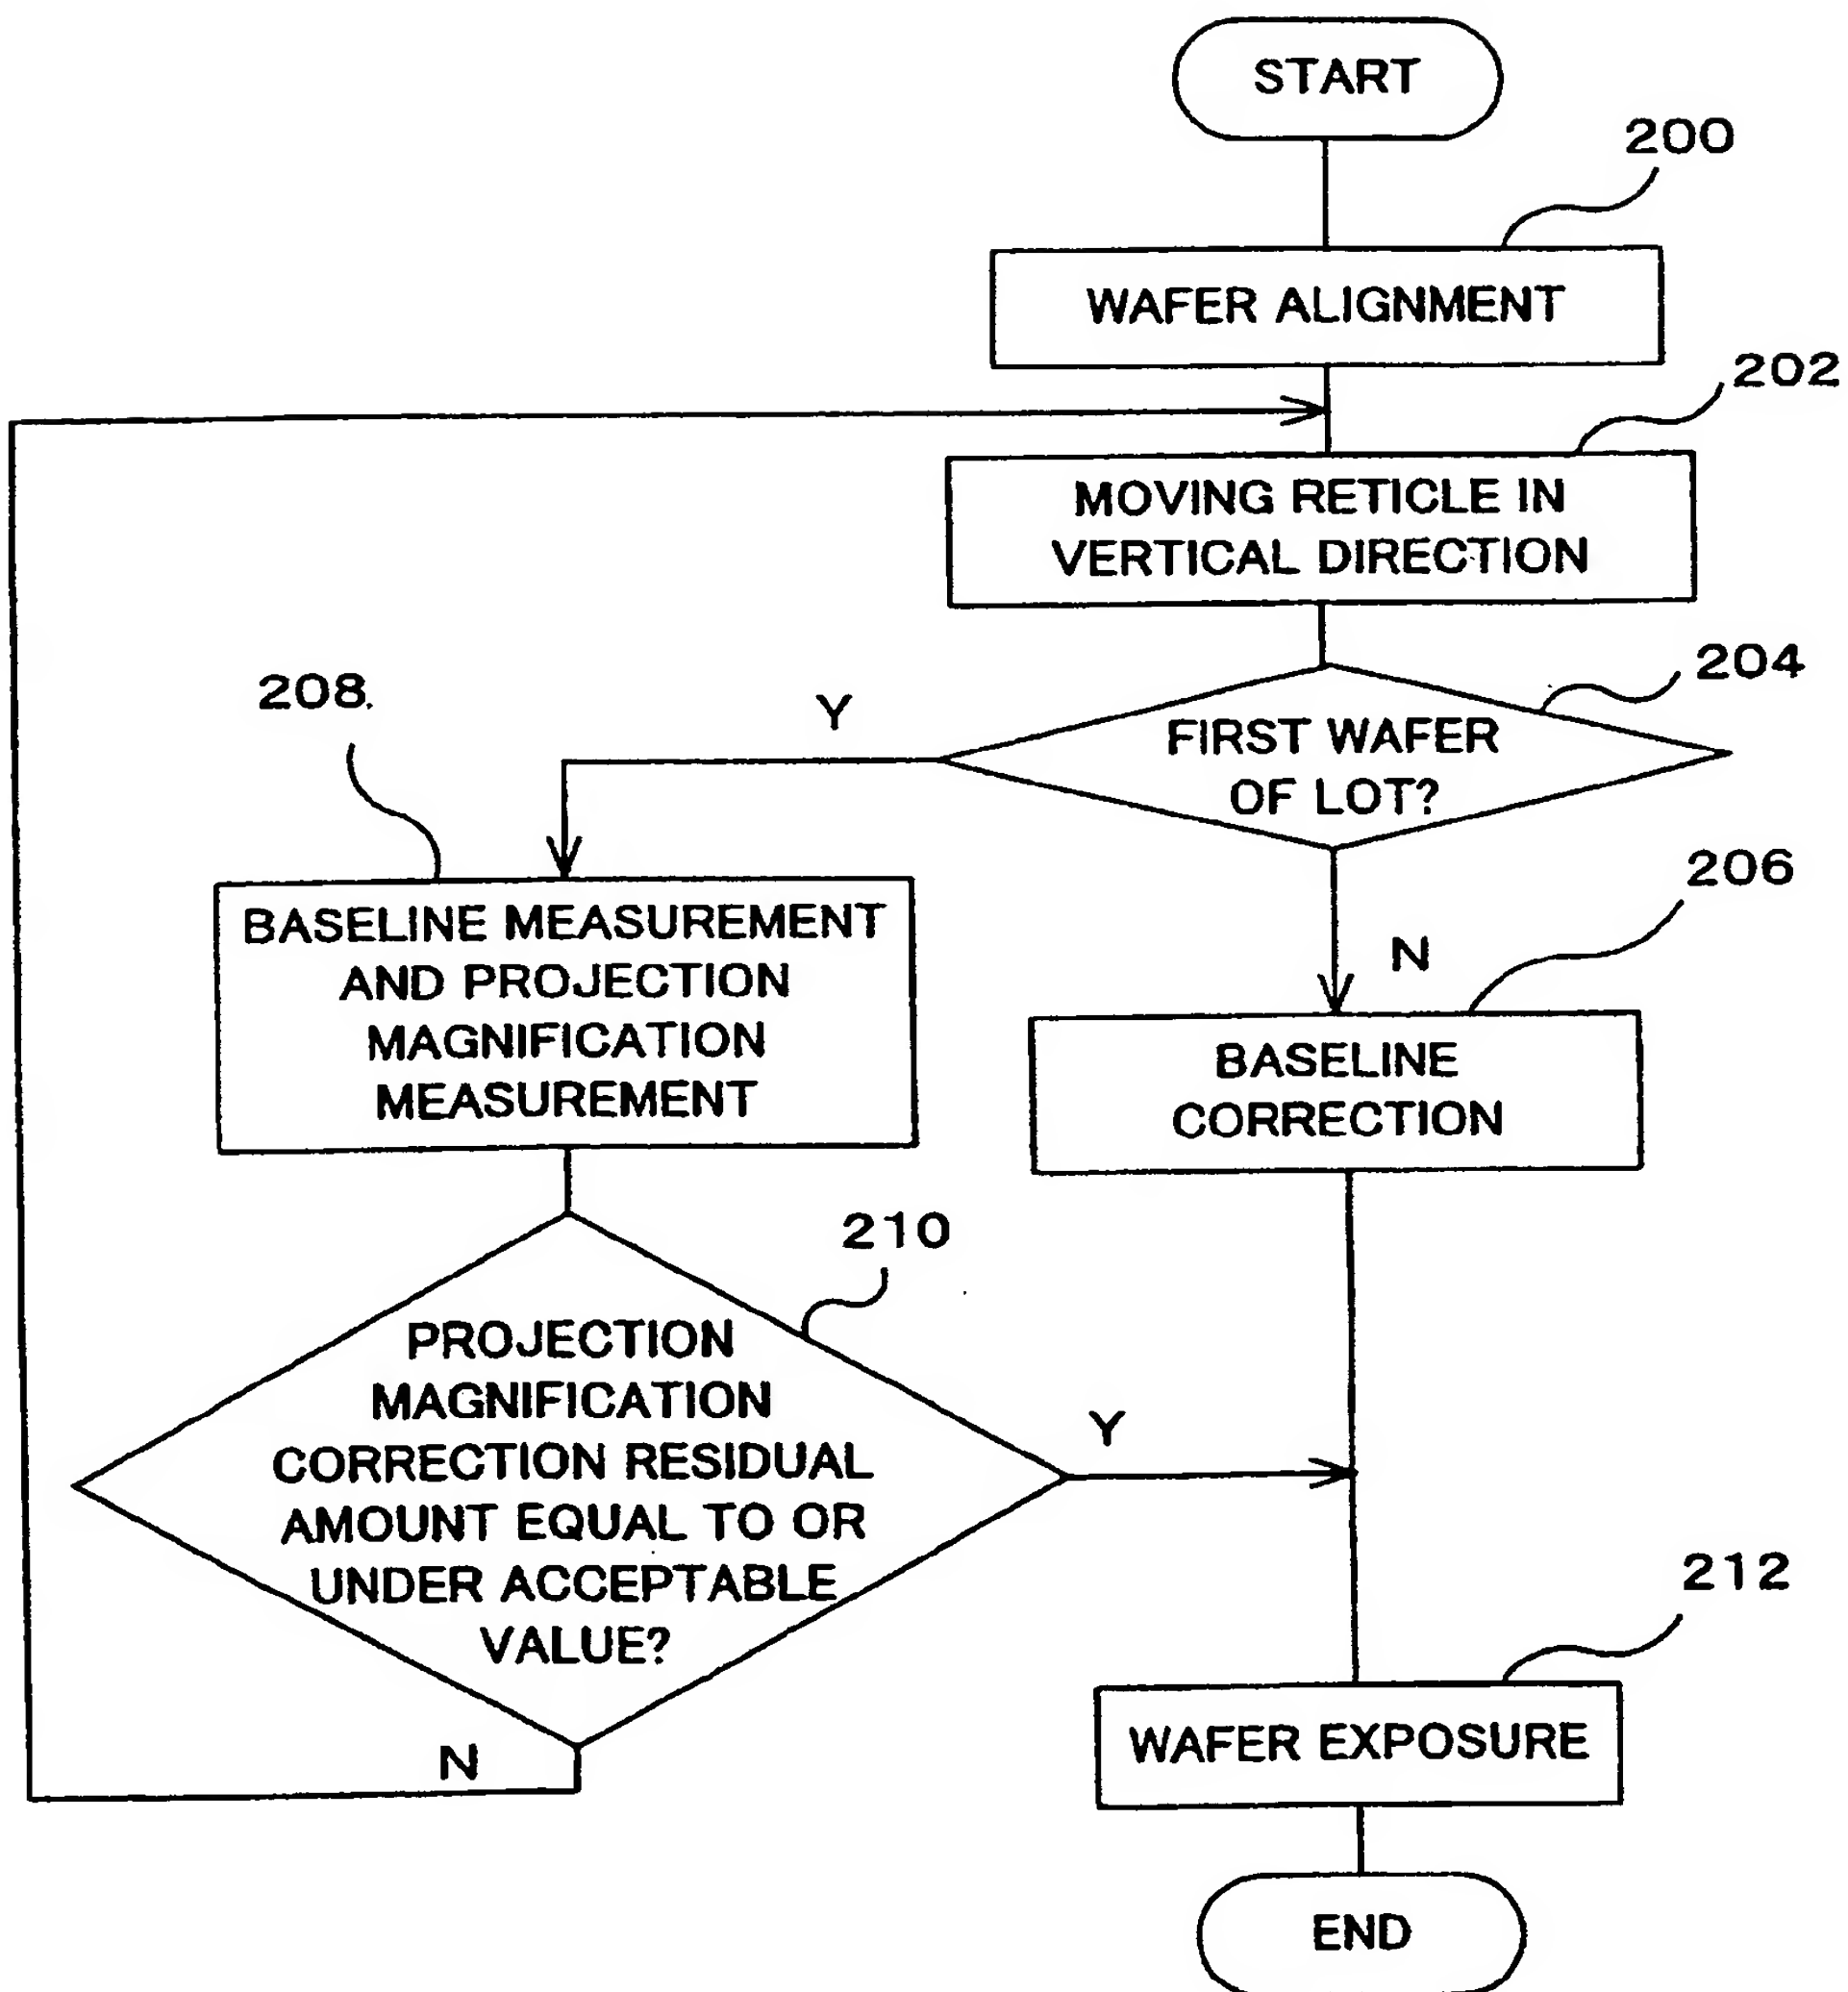 START
200
WAFER ALIGNMENT
202
MOVING RETICLE IN
VERTICAL DIRECTION
204
FIRST WAFER
OF LOT?
Y
208
N
206
BASELINE MEASUREMENT
AND PROJECTION
MAGNIFICATION
MEASUREMENT
BASELINE
CORRECTION
210
PROJECTION
MAGNIFICATION
CORRECTION RESIDUAL
AMOUNT EQUAL TO OR
UNDER ACCEPTABLE
VALUE?
Y
N
212
WAFER EXPOSURE
END